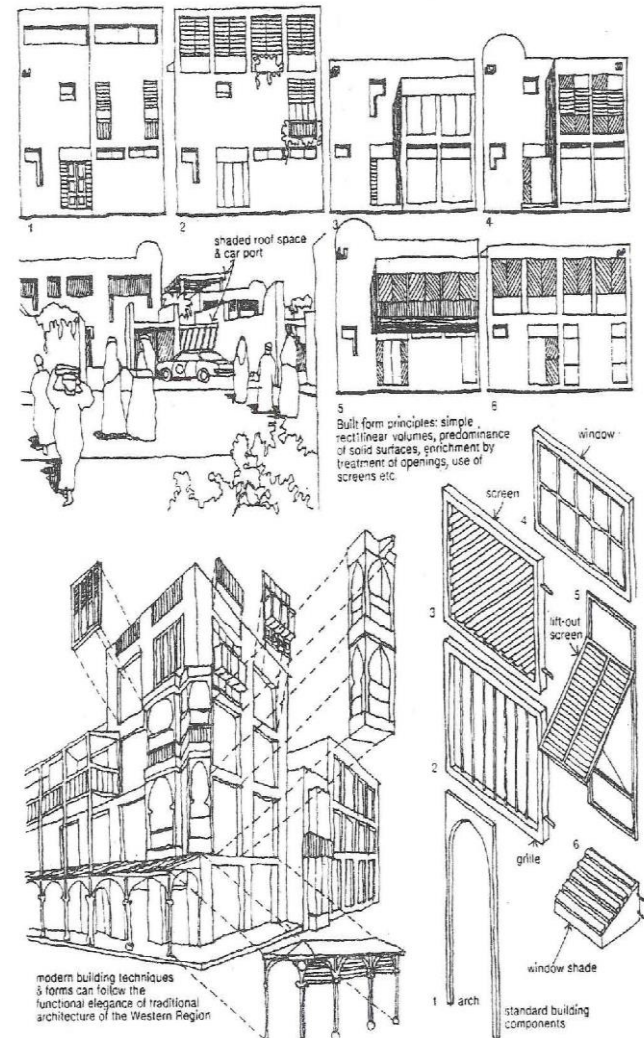 1
2
3
4
shaded roof space
& car port
5
6
Built form principles: simple
rectilinear volumes, predominance
of solid surfaces, enrichment by
treatment of openings, use of
screens etc
window
4
screen
3
5
lift-out
screen
2
grille
6
window shade
1
arch
standard building
components
modern building techniques
& forms can follow the
functional elegance of traditional
architecture of the Western Region